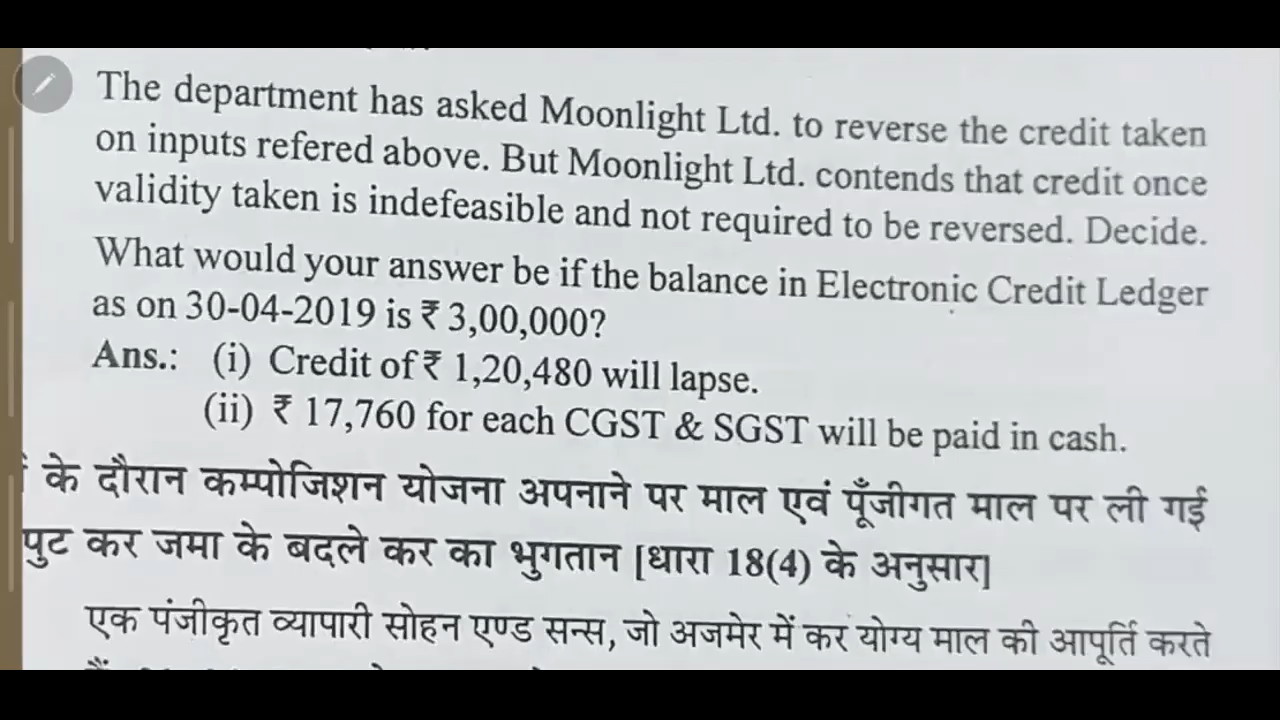 The department has asked Moonlight Ltd. to reverse the credit taken
on inputs refered above. But Moonlight Ltd. contends that credit once
validity taken is indefeasible and not required to be reversed. Decide.
What would your answer be if the balance in Electronic Credit Ledger
as on 30-04-2019 is ₹ 3,00,000?
Ans.: (i) Credit of ₹ 1,20,480 will lapse.
(ii) ₹ 17,760 for each CGST & SGST will be paid in cash.
के दौरान कम्पोजिशन योजना अपनाने पर माल एवं पूँजीगत माल पर ली गई
पुट कर जमा के बदले कर का भुगतान [धारा 18(4) के अनुसार]
एक पंजीकृत व्यापारी सोहन एण्ड सन्स, जो अजमेर में कर योग्य माल की आपूर्ति करते